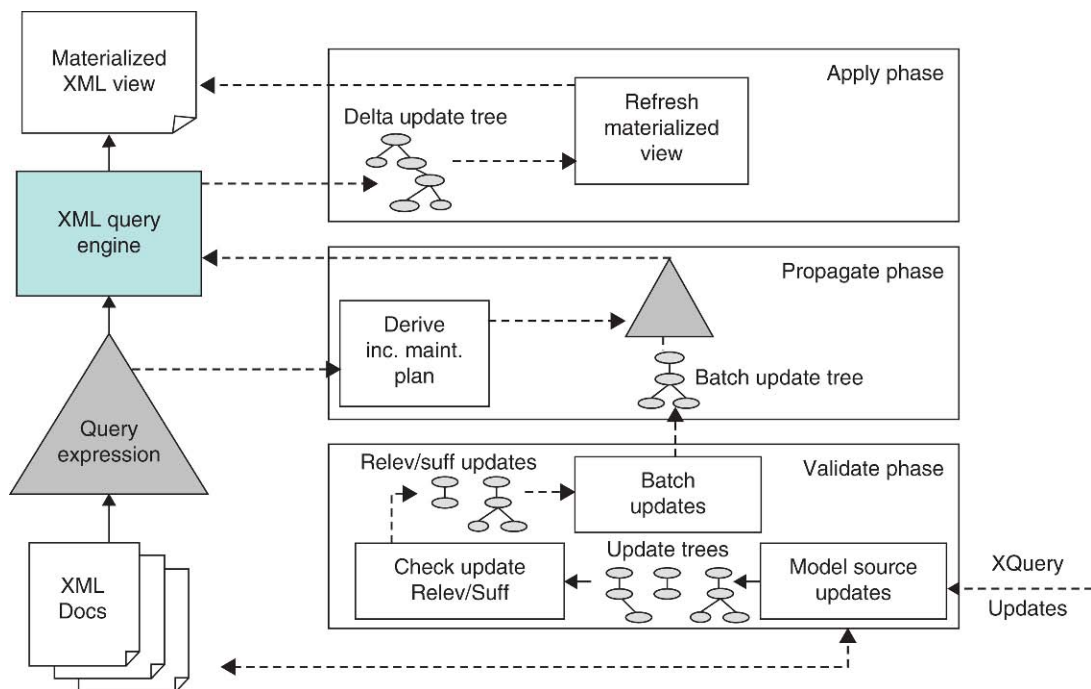 Materialized
XML view
Apply phase
Refresh
materialized
view
Delta update tree
XML query
engine
Propagate phase
Derive
inc. maint.
plan
Batch update tree
Query
expression
Relev/suff updates
Validate phase
Batch
updates
Update trees
Check update
Relev/Suff
Model source
updates
XQuery
Updates
XML
Docs